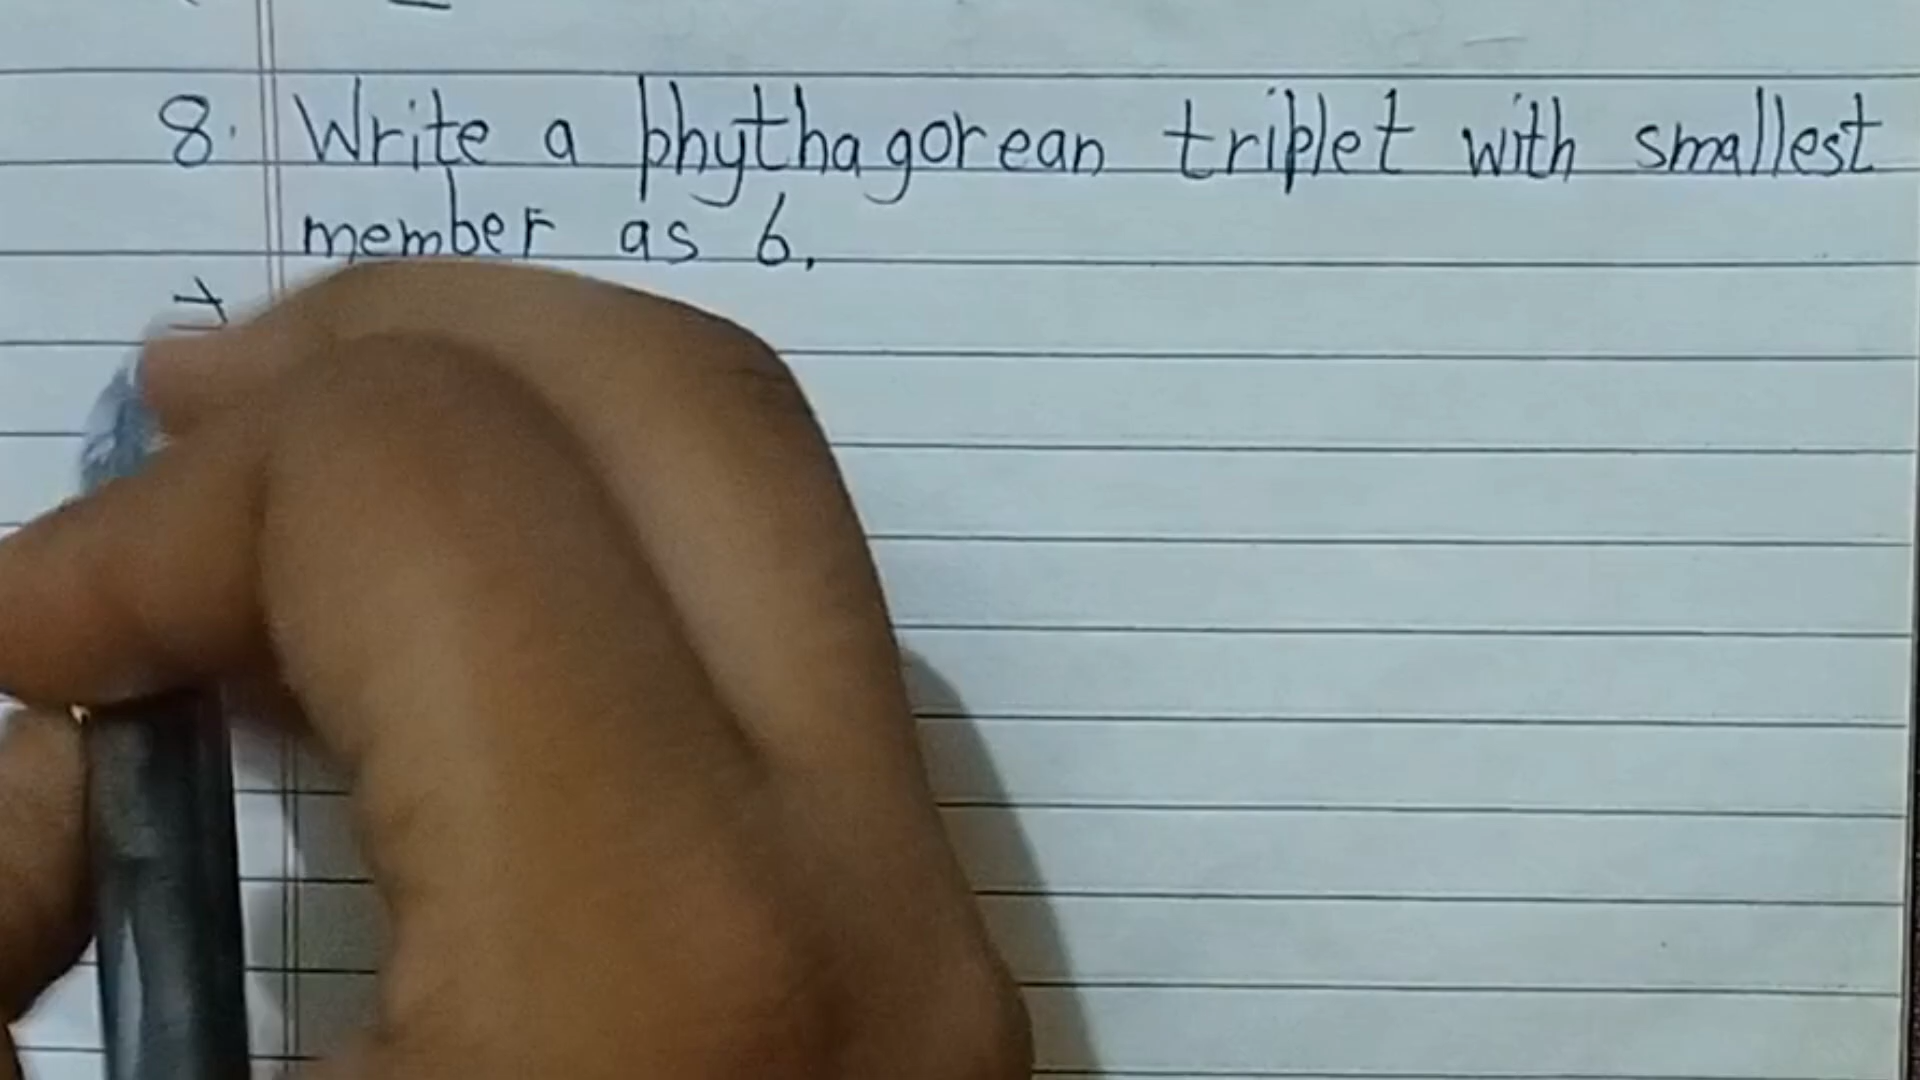 8. Write a phythagorean triplet with smallest
member as 6.